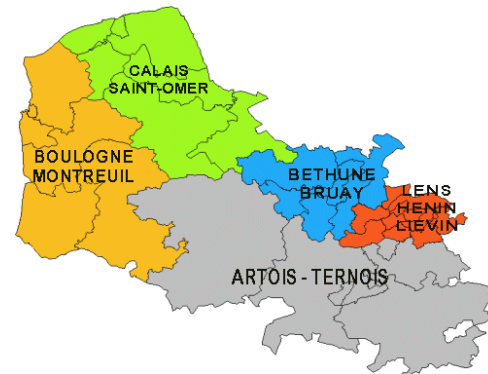 CALAIS
SAINT-OMER
BOULOGNE
MONTREUIL
BETHUNE
BRUAY
LENS
HENIN
LIEVIN
ARTOIS - TERNOIS